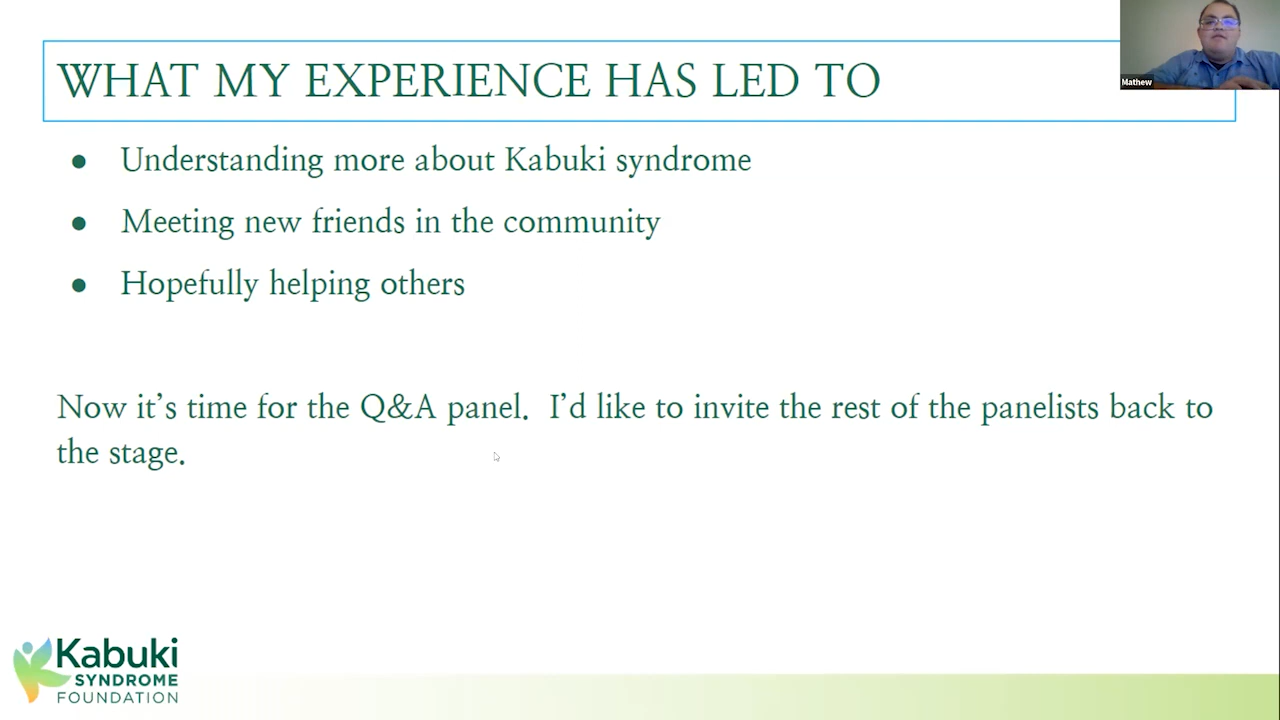 WHAT MY EXPERIENCE HAS LED TO
Mathew
● Understanding more about Kabuki syndrome
● Meeting new friends in the community
● Hopefully helping others
Now it’s time for the Q&A panel.  I’d like to invite the rest of the panelists back to
the stage.
Kabuki
SYNDROME
FOUNDATION